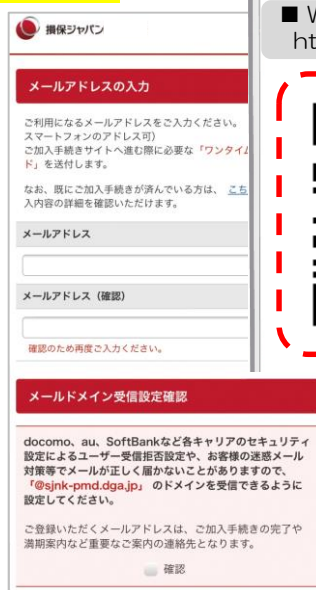 損保ジャパン
■ W
ht
メールアドレスの入力
ご利用になるメールアドレスをご入力ください。
スマートフォンのアドレス可）
ご加入手続きサイトへ進む際に必要な「ワンタイム
ド」を送付します。
なお、既にご加入手続きが済んでいる方は、 こち
入内容の詳細を確認いただけます。
メールアドレス
メールアドレス（確認）
確認のため再度ご入力ください。
メールドメイン受信設定確認
docomo、au、SoftBankなど各キャリアのセキュリティ
設定によるユーザー受信拒否設定や、お客様の迷惑メール
対策等でメールが正しく届かないことがありますので、
「@sjnk-pmd.dga.jp」 のドメインを受信できるように
設定してください。
ご登録いただくメールアドレスは、ご加入手続きの完了や
満期案内など重要なご案内の連絡先となります。
確認